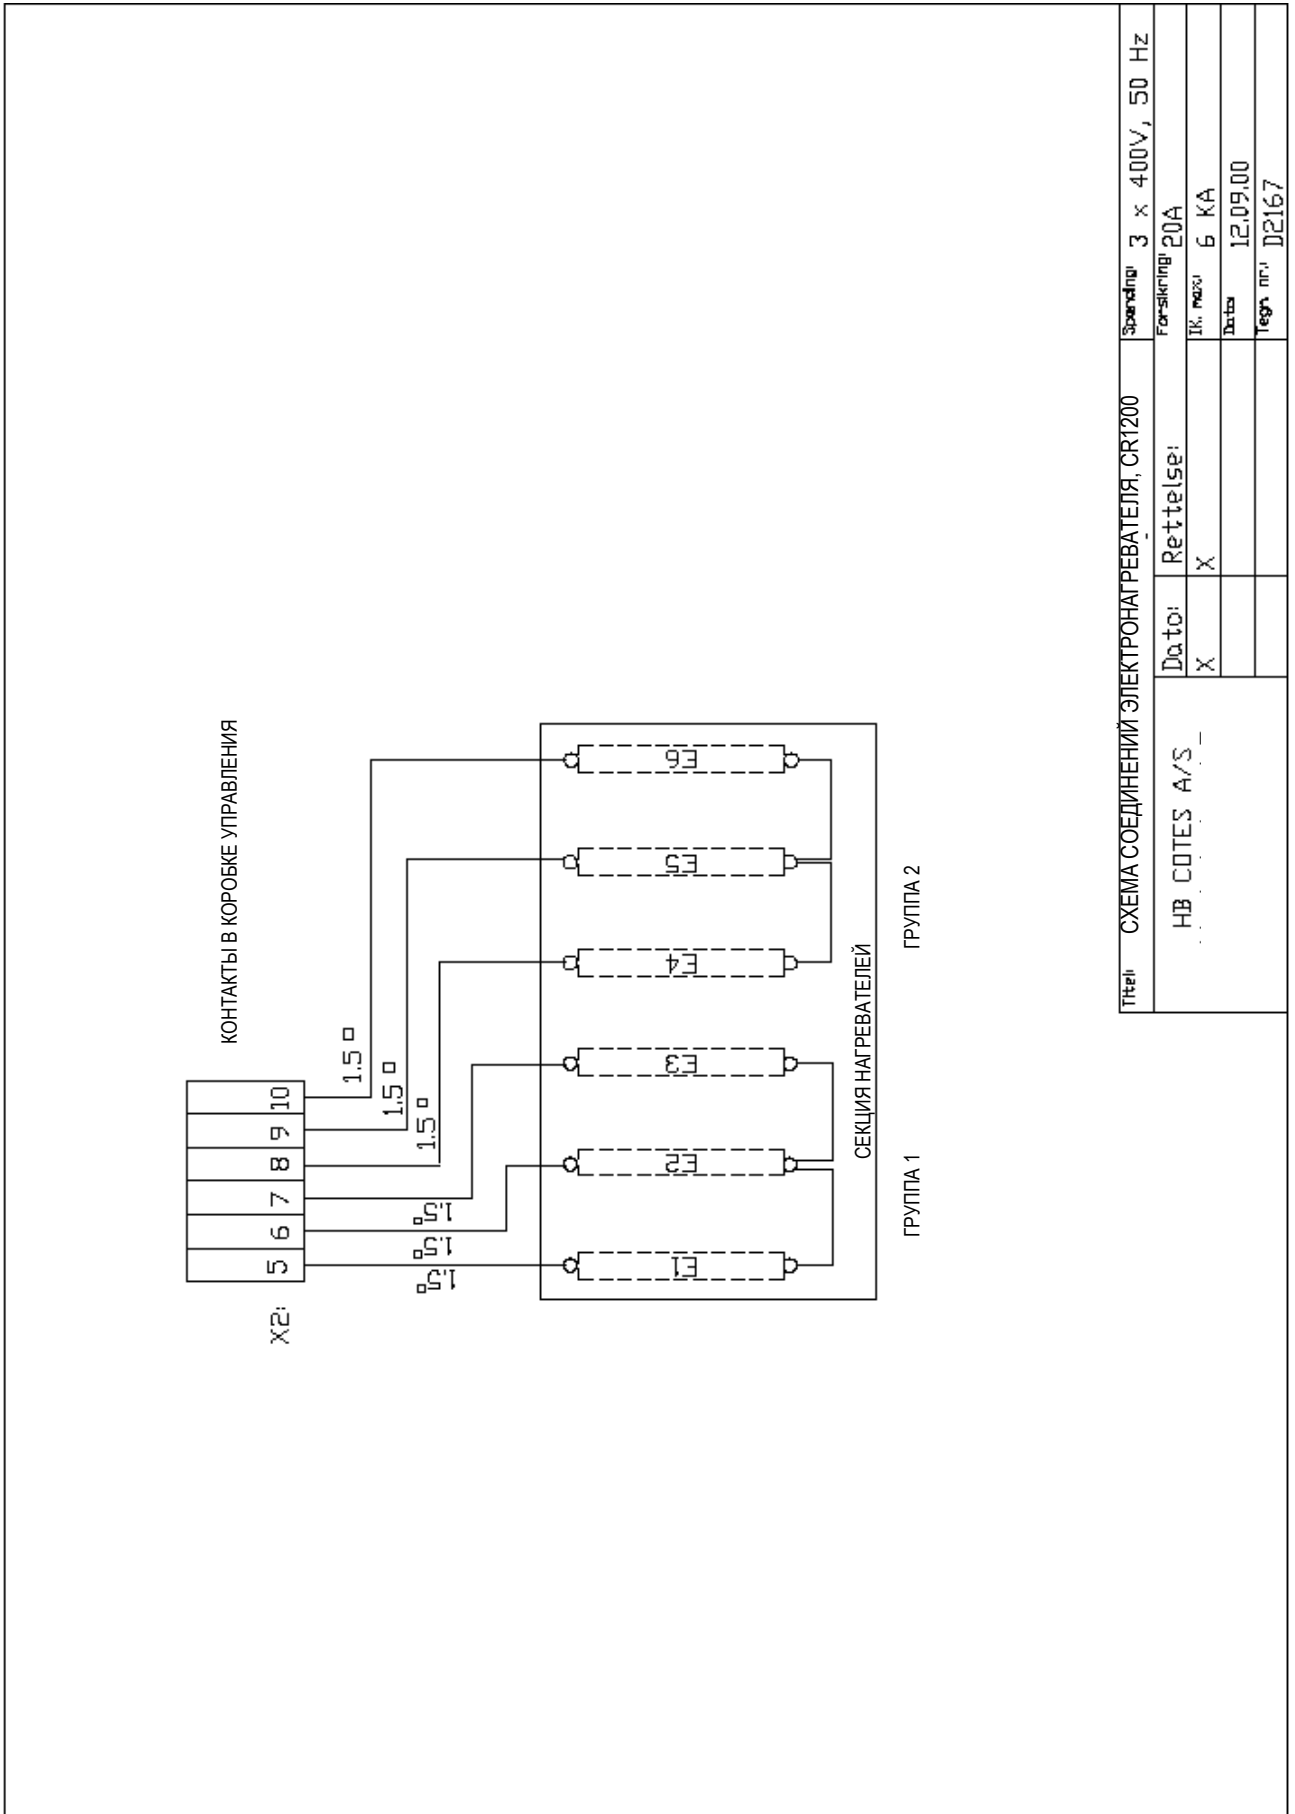 КОНТАКТЫ В КОРОБКЕ УПРАВЛЕНИЯ
X2:
5 6 7 8 9 10
1.5
1.5
1.5
1.5
1.5
1.5
E1 E2 E3 E4 E5 E6
СЕКЦИЯ НАГРЕВАТЕЛЕЙ
ГРУППА 1 ГРУППА 2
Titel: СХЕМА СОЕДИНЕНИЙ ЭЛЕКТРОНАГРЕВАТЕЛЯ, CR1200
Spænding: 3 x 400V, 50 Hz
HB COTES A/S
Dato: Rettelse:
X X
Forsikring: 20A
IK. max: 6 KA
Dato: 12.09.00
Tegn. nr.: D2167